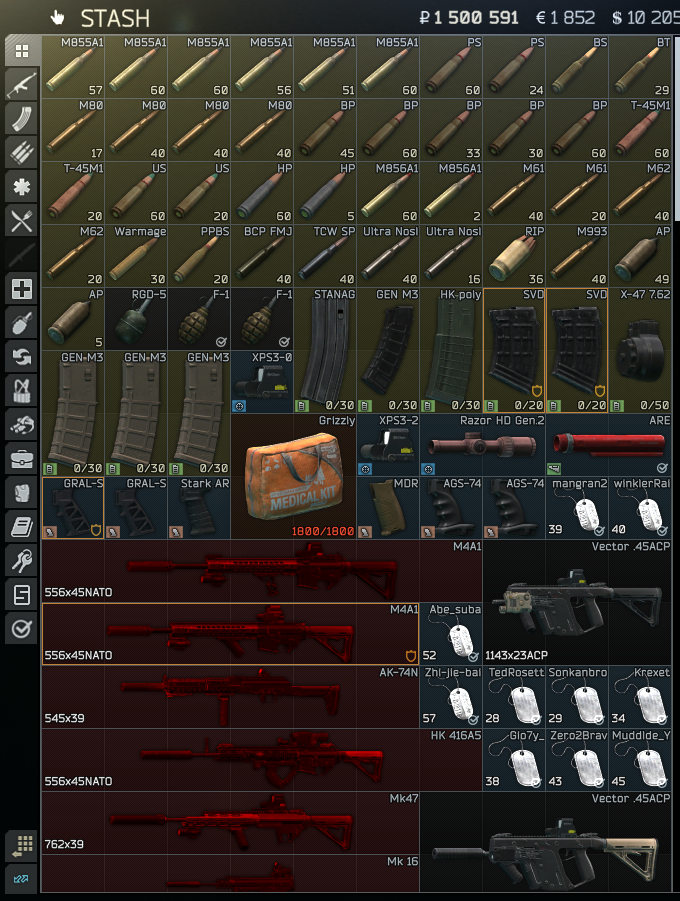 STASH ₽ 1 500 591 € 1 852 $ 10 205
M855A1 M855A1 M855A1 M855A1 M855A1 M855A1 PS PS BS BT
57 60 60 56 51 60 60 24 20 29
M80 M80 M80 M80 BP BP BP BP BP T-45M1
17 40 40 40 45 60 33 30 60 60
T-45M1 US US HP HP M856A1 M856A1 M61 M61 M62
20 60 20 60 5 60 2 40 20 40
M62 Warmage PPBS BCP FMJ TCW SP Ultra Nosl Ultra Nosl RIP M993 AP
20 30 20 40 40 40 16 36 40 49
AP RGD-5 F-1 F-1 STANAG GEN M3 HK poly SVD SVD X-47 7.62
5
GEN M3 GEN M3 GEN M3 XPS3-0
0/30 0/30 0/30 0/20 0/20 0/50
Grizzly XPS3-2 Razor HD Gen.2 ARE
0/30 0/30 0/30
GRAL-S GRAL-S Stark AR MDR AGS-74 AGS-74 mangran2 winklerRai
1800/1800 39 40
M4A1 Vector .45ACP
556x45NATO
M4A1 Abe_suba
556x45NATO 52 1143x23ACP
AK-74N Zhi-jie-bai TedRosett Sonkanbro Krexet
545x39 57 28 29 34
HK 416A5 Glo7y_ Zero2Brav Muddide_Y
556x45NATO 38 43 45
Mk47 Vector .45ACP
762x39
Mk 16